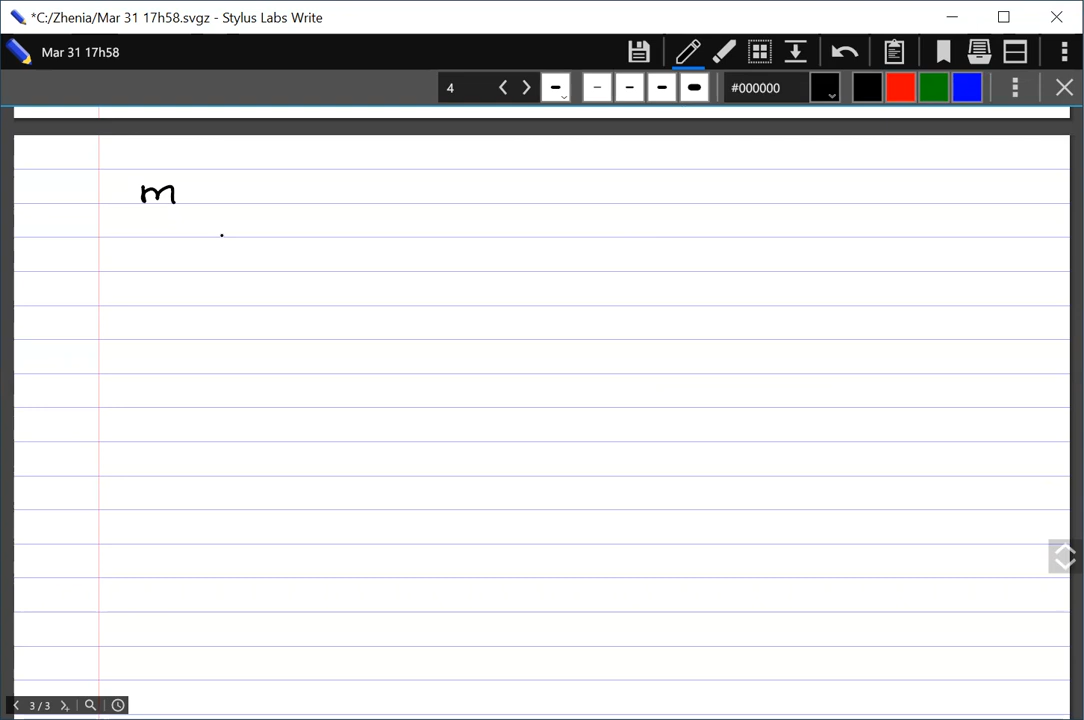 *C:/Zhenia/Mar 31 17h58.svgz - Stylus Labs Write
Mar 31 17h58
4
#000000
m
3 / 3